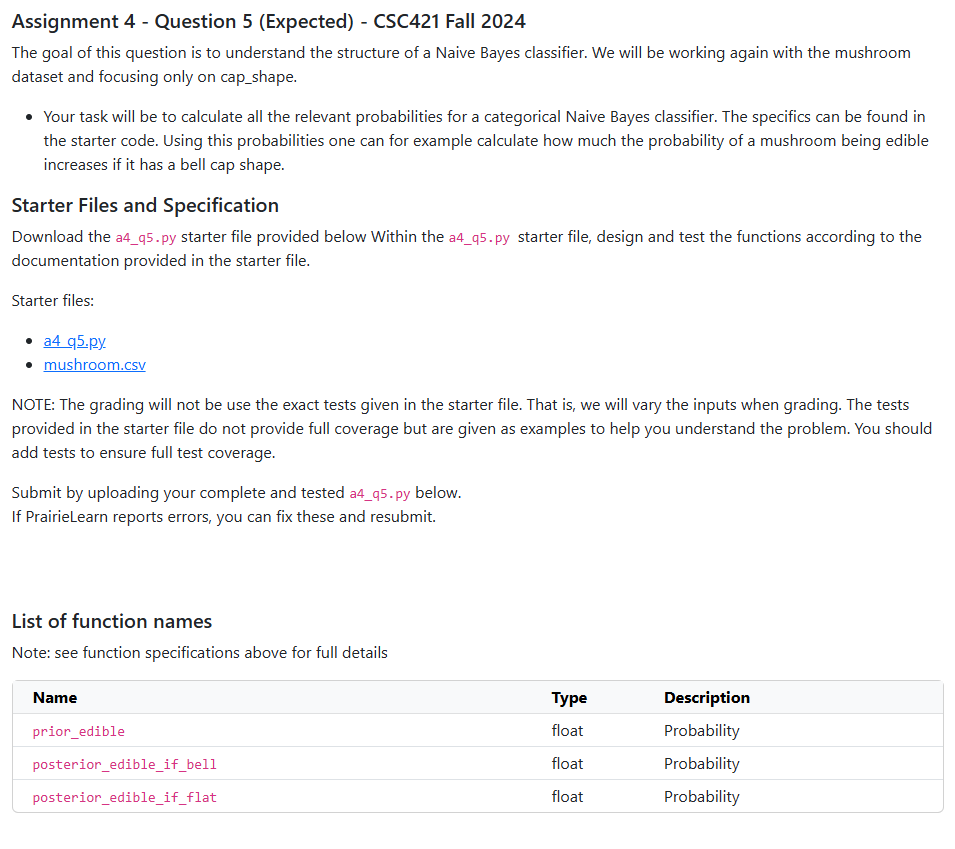 Assignment 4 - Question 5 (Expected) - CSC421 Fall 2024
The goal of this question is to understand the structure of a Naive Bayes classifier. We will be working again with the mushroom
dataset and focusing only on cap_shape.
• Your task will be to calculate all the relevant probabilities for a categorical Naive Bayes classifier. The specifics can be found in
the starter code. Using this probabilities one can for example calculate how much the probability of a mushroom being edible
increases if it has a bell cap shape.
Starter Files and Specification
Download the a4_q5.py starter file provided below Within the a4_q5.py starter file, design and test the functions according to the
documentation provided in the starter file.
Starter files:
• a4_q5.py
• mushroom.csv
NOTE: The grading will not be use the exact tests given in the starter file. That is, we will vary the inputs when grading. The tests
provided in the starter file do not provide full coverage but are given as examples to help you understand the problem. You should
add tests to ensure full test coverage.
Submit by uploading your complete and tested a4_q5.py below.
If PrairieLearn reports errors, you can fix these and resubmit.
List of function names
Note: see function specifications above for full details
Name Type Description
prior_edible float Probability
posterior_edible_if_bell float Probability
posterior_edible_if_flat float Probability